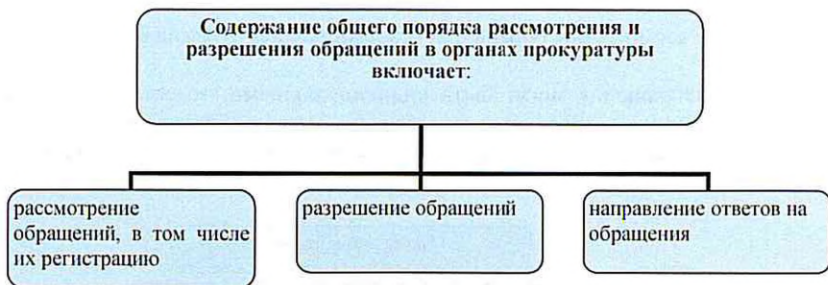 Содержание общего порядка рассмотрения и
разрешения обращений в органах прокуратуры
включает:
рассмотрение
обращений, в том числе
их регистрацию
разрешение обращений
направление ответов на
обращения